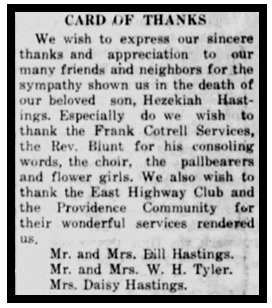 CARD OF THANKS
We wish to express our sincere
thanks and appreciation to our
many friends and neighbors for the
sympathy shown us in the death of
our beloved son, Hezekiah Hast-
ings. Especially do we wish to
thank the Frank Cotrell Services,
the Rev. Blunt for his consoling
words, the choir, the pallbearers
and flower girls. We also wish to
thank the East Highway Club and
the Providence Community for
their wonderful services rendered
us.
Mr. and Mrs. Bill Hastings.
Mr. and Mrs. W. H. Tyler.
Mrs. Daisy Hastings.